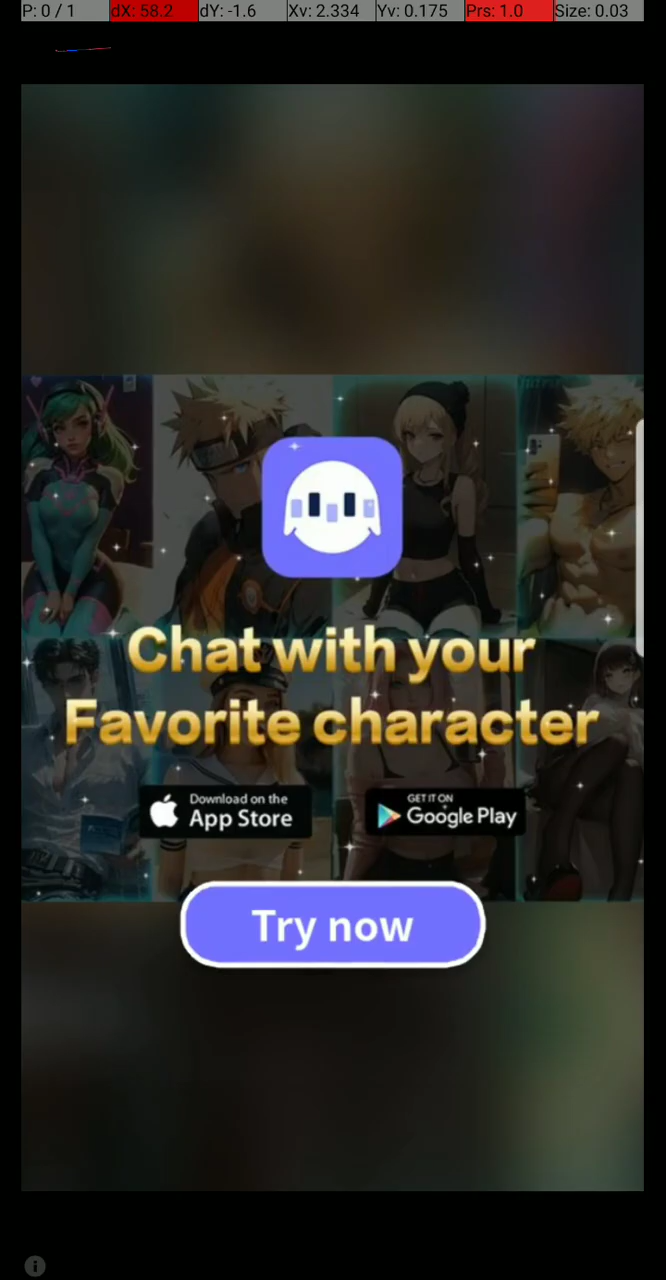 P: 0 / 1 dX: 58.2 dY: -1.6 Xv: 2.334 Yv: 0.175 Prs: 1.0 Size: 0.03
Chat with your
Favorite character
Download on the
App Store
GET IT ON
Google Play
Try now